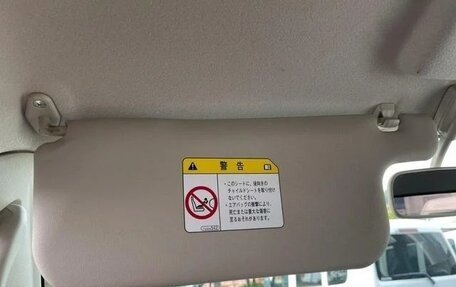 警告
・このシートに、後向きの
チャイルドシートを取り付け
ないでください。
・エアバッグの衝撃により、
死亡または重大な傷害に
至るおそれがあります。